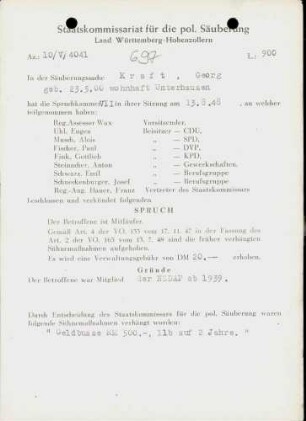 Staatskommissariat für die pol. Säuberung
Land Württemberg-Hohenzollern
Az.: 10/V/4041
697
L.: 900
In der Säuberungssache Kraft, Georg
geb. 23.5.00 wohnhaft Unterhausen
hat die Spruchkammer VII in ihrer Sitzung am 13.8.48, an welcher
teilgenommen haben:
Reg.Assessor Wax Vorsitzender,
Uhl, Eugen Beisitzer — CDU,
Munds, Alois „ — SPD,
Fischer, Paul „ — DVP,
Fink, Gottlob „ — KPD,
Steinacher, Anton „ — Gewerkschaften,
Schwarz, Emil „ — Berufsgruppe
Schneckenburger, Josef „ — Berufsgruppe
Reg.-Ang. Bauer, Franz Vertreter des Staatskommissars
beschlossen und verkündet folgenden
SPRUCH
Der Betroffene ist Mitläufer.
Gemäß Art. 4 der VO. 133 vom 17. 11. 47 in der Fassung des
Art. 2 der VO. 165 vom 13. 7. 48 sind die früher verhängten
Sühnemaßnahmen aufgehoben.
Es wird eine Verwaltungsgebühr von DM 20.— erhoben.
Gründe
Der Betroffene war Mitglied der NSDAP ab 1939.
Durch Entscheidung des Staatskommissars für die pol. Säuberung waren
folgende Sühnemaßnahmen verhängt worden:
" Geldbusse RM 300,-, Ilb auf 2 Jahre. "